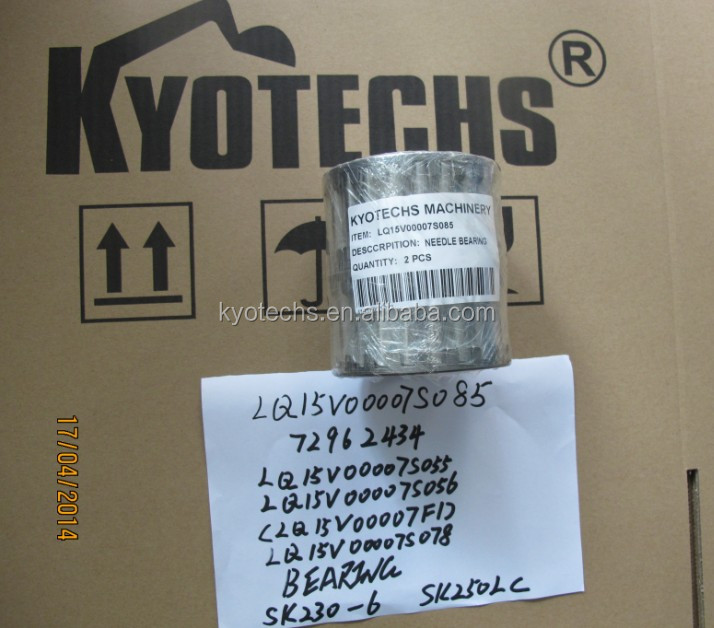 KYOTECHS®
KYOTECHS MACHINERY
ITEM: LQ15V00007S085
DESCCRPITION: NEEDLE BEARING
QUANTITY: 2 PCS
kyotechs.en.alibaba.com
LQ15V00007S085
72962434
LQ15V00007S055
LQ15V00007S056
(LQ15V00007F1)
LQ15V00007S078
BEARING
SK230-6 SK250LC
17/04/2014